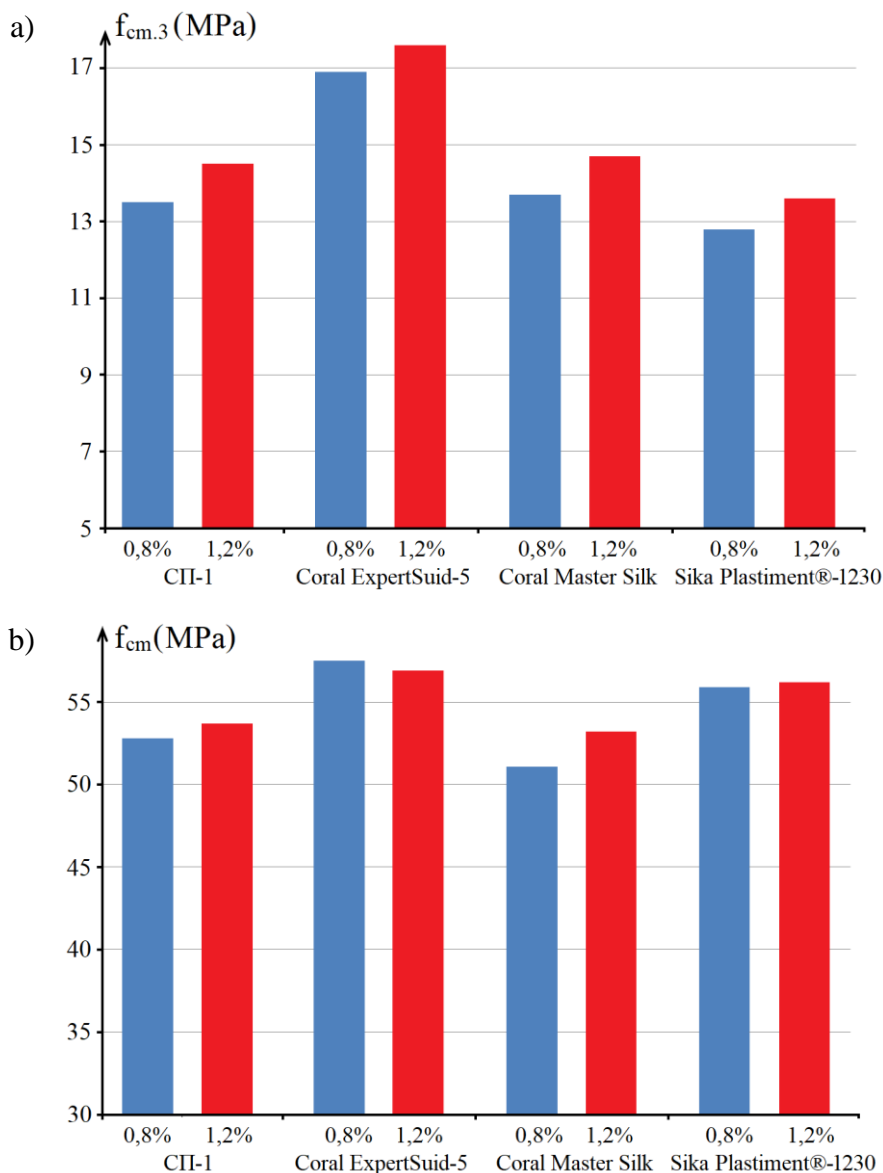 a)
f_cm.3 (MPa)
17
15
13
11
9
7
5
0,8% 1,2% 0,8% 1,2% 0,8% 1,2% 0,8% 1,2%
СП-1 Coral ExpertSuid-5 Coral Master Silk Sika Plastiment®-1230
b)
f_cm (MPa)
55
50
45
40
35
30
0,8% 1,2% 0,8% 1,2% 0,8% 1,2% 0,8% 1,2%
СП-1 Coral ExpertSuid-5 Coral Master Silk Sika Plastiment®-1230